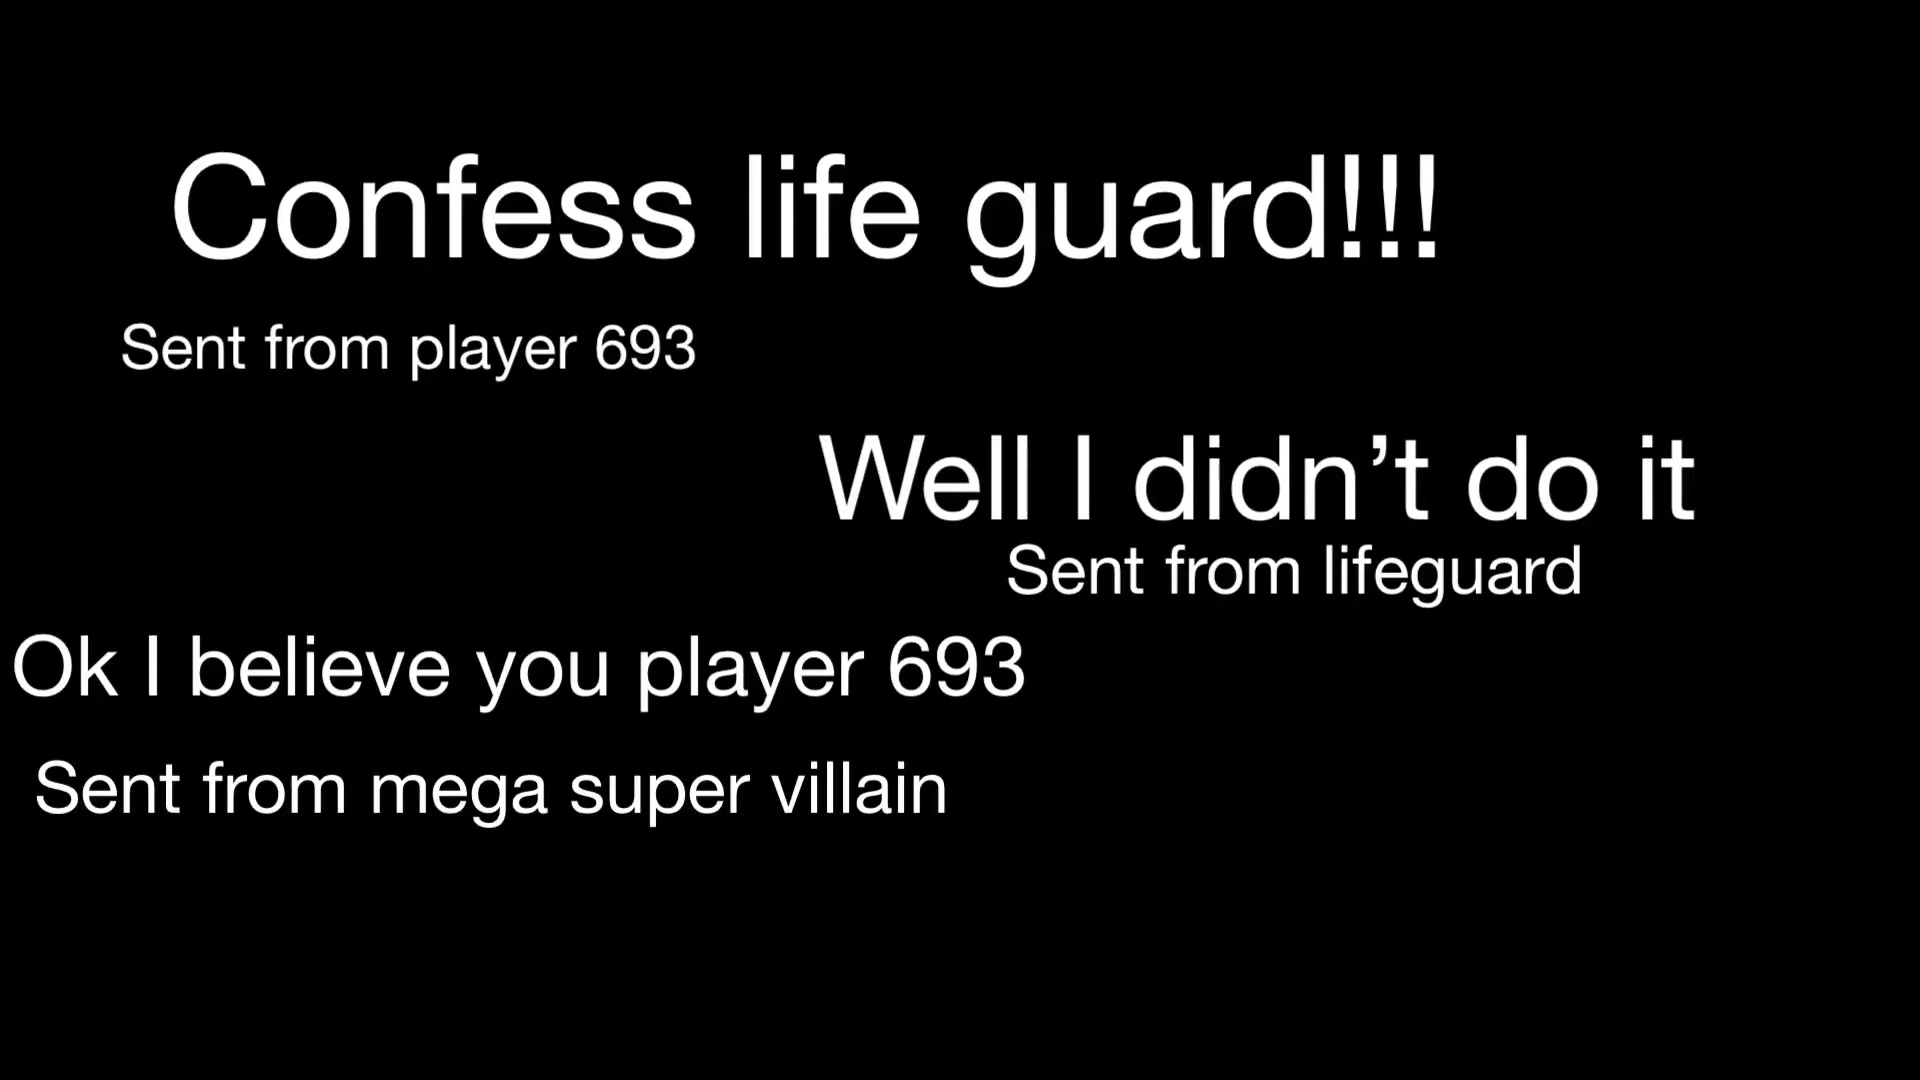 Confess life guard!!!
Sent from player 693
Well I didn’t do it
Sent from lifeguard
Ok I believe you player 693
Sent from mega super villain